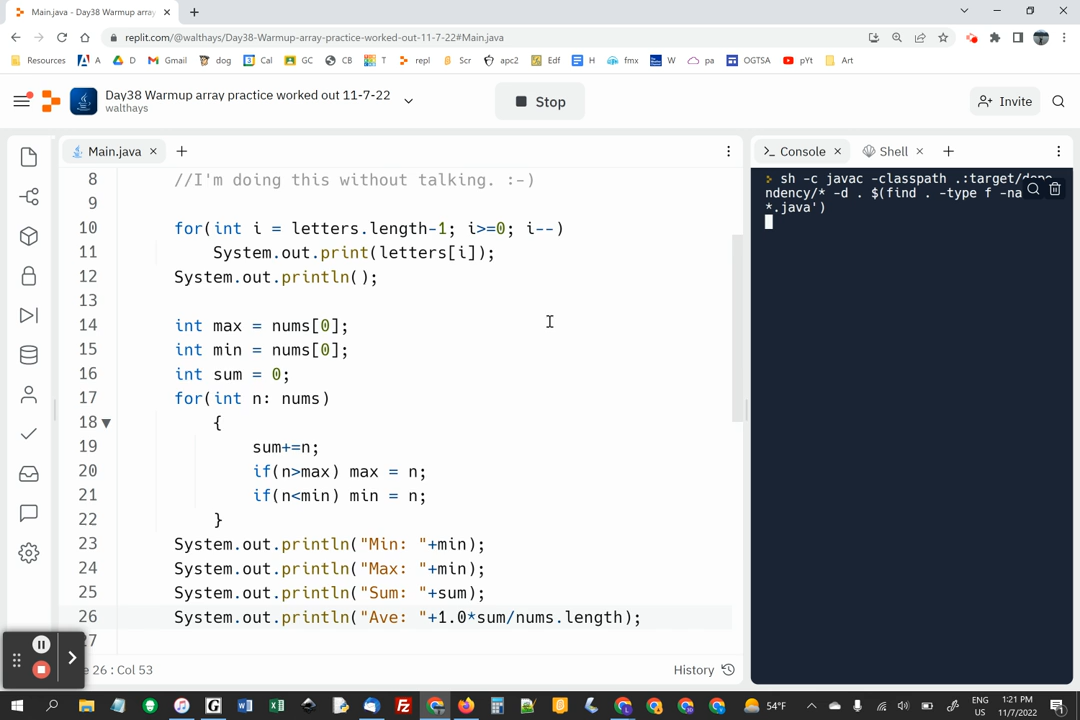 Main.java - Day38 Warmup array
replit.com/@walthays/Day38-Warmup-array-practice-worked-out-11-7-22#Main.java
Resources A D Gmail dog Cal GC CB T repl Scr apc2 Edf H fmx W pa OGTSA pYt Art
Day38 Warmup array practice worked out 11-7-22
walthays
Stop
Invite
Main.java
8 //I'm doing this without talking. :-)
9
10 for(int i = letters.length-1; i>=0; i--)
11 System.out.print(letters[i]);
12 System.out.println();
13
14 int max = nums[0];
15 int min = nums[0];
16 int sum = 0;
17 for(int n: nums)
18 {
19 sum+=n;
20 if(n>max) max = n;
21 if(n<min) min = n;
22 }
23 System.out.println("Min: "+min);
24 System.out.println("Max: "+min);
25 System.out.println("Sum: "+sum);
26 System.out.println("Ave: "+1.0*sum/nums.length);
27
e 26 : Col 53
History
>_ Console Shell
sh -c javac -classpath .:target/depe
ndency/* -d . $(find . -type f -na
*.java')
54°F
ENG
US
1:21 PM
11/7/2022